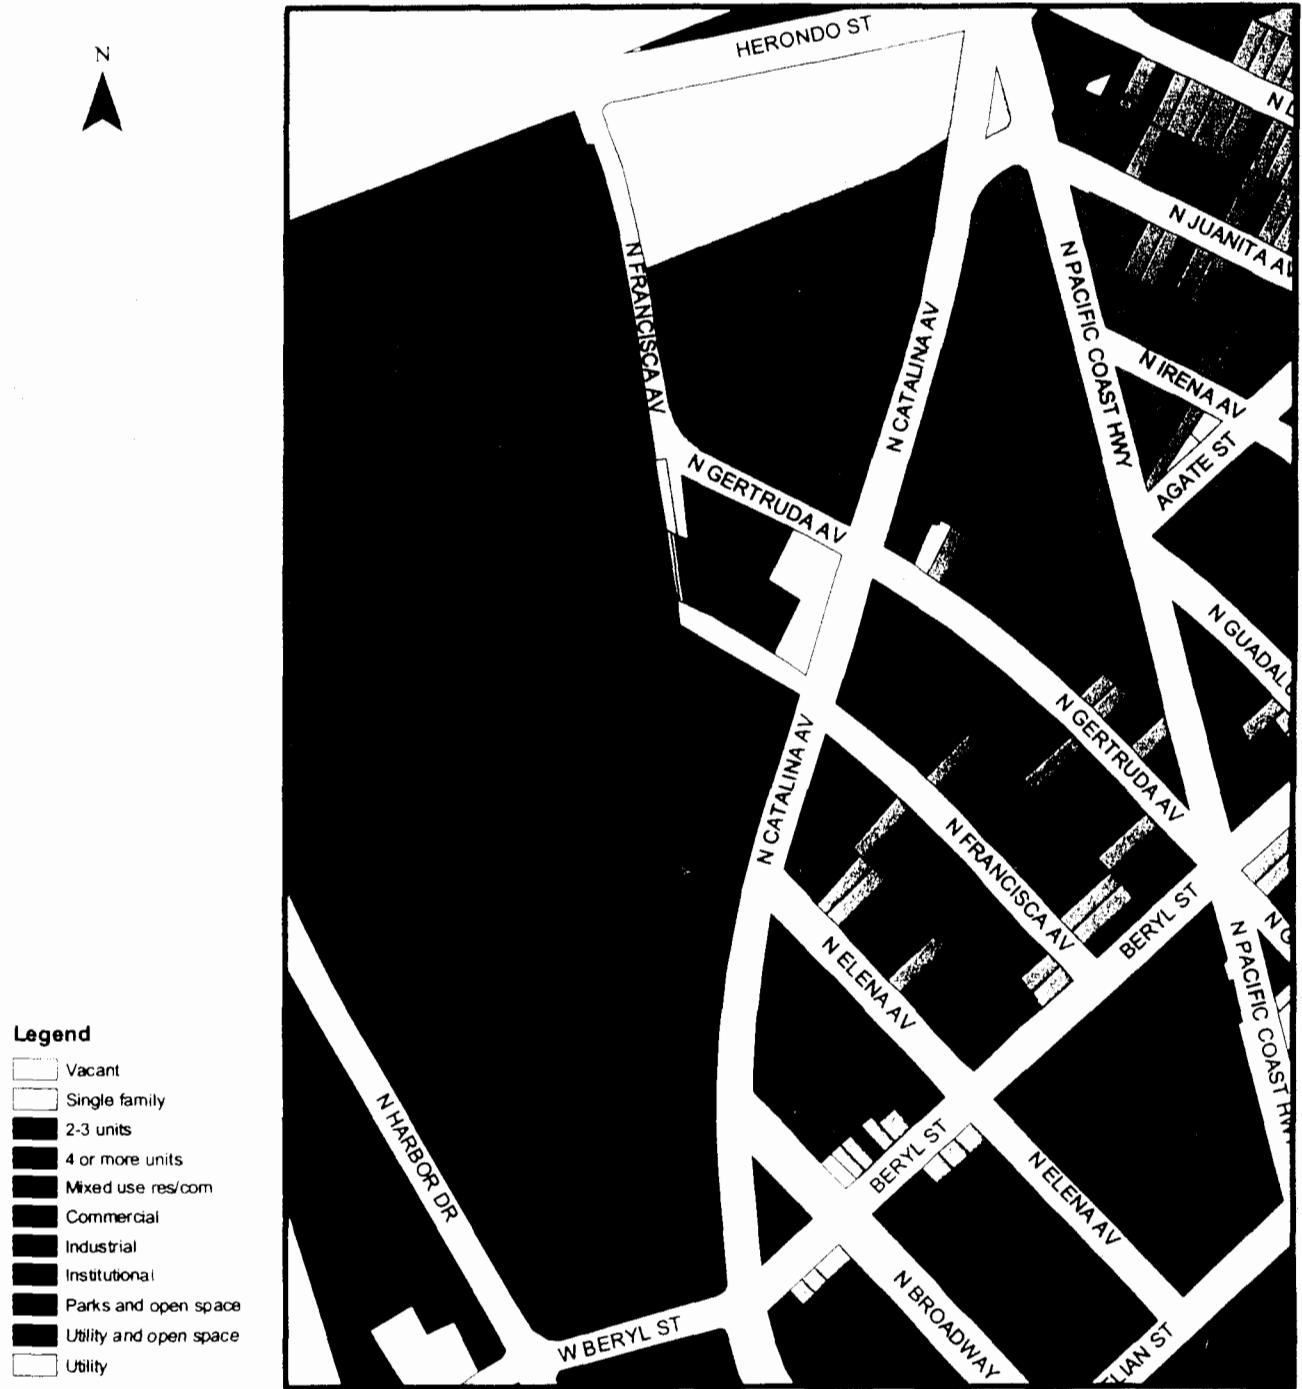 N
HERONDO ST
N JUANITA AV
N FRANCISCA AV
N PACIFIC COAST HWY
N CATALINA AV
N IRENA AV
AGATE ST
N GERTRUDA AV
N GUADALU
N GERTRUDA AV
N CATALINA AV
N FRANCISCA AV
BERYL ST
N ELENA AV
N PACIFIC COAST HWY
N HARBOR DR
BERYL ST
N ELENA AV
N BROADWAY
W BERYL ST
LIAN ST
Legend
Vacant
Single family
2-3 units
4 or more units
Mixed use res/com
Commercial
Industrial
Institutional
Parks and open space
Utility and open space
Utility